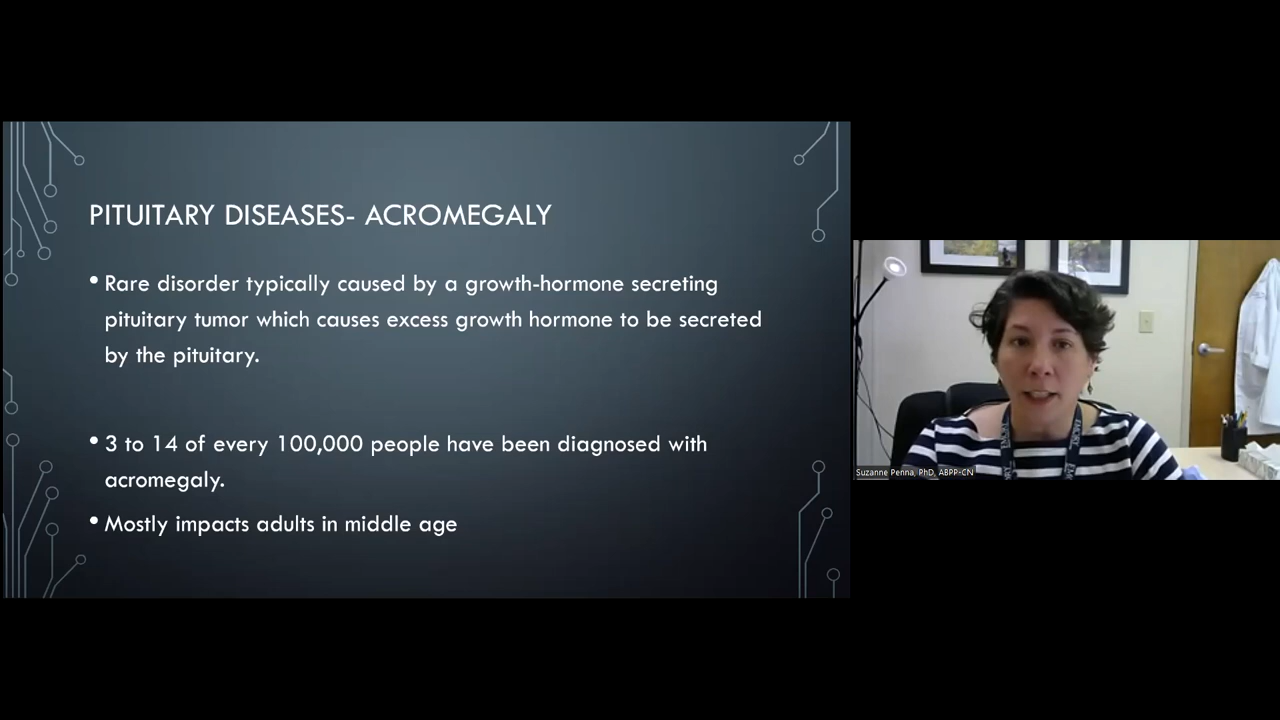 PITUITARY DISEASES- ACROMEGALY
• Rare disorder typically caused by a growth-hormone secreting
pituitary tumor which causes excess growth hormone to be secreted
by the pituitary.
• 3 to 14 of every 100,000 people have been diagnosed with
acromegaly.
• Mostly impacts adults in middle age
Suzanne Penna, PhD, ABPP-CN